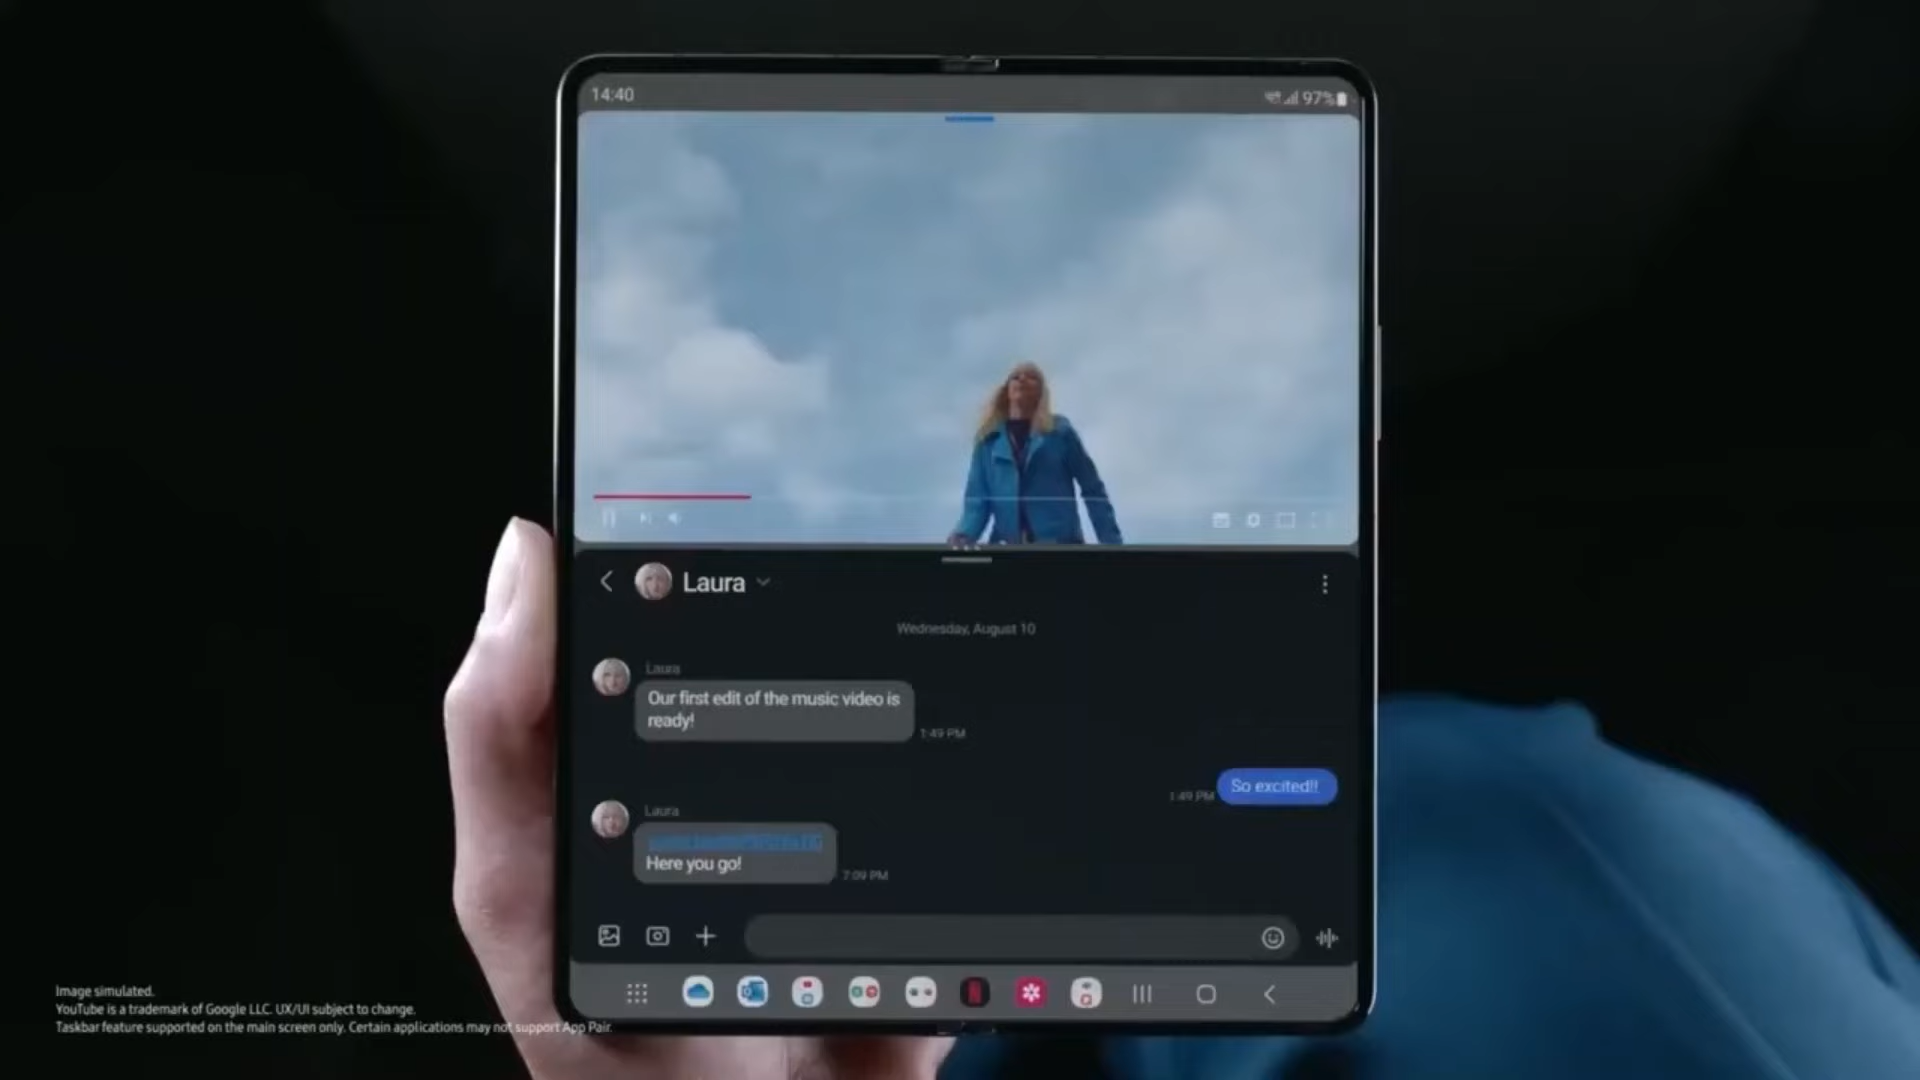 14:40
97%
Laura
Wednesday, August 10
Laura
Our first edit of the music video is
ready!
1:49 PM
So excited!!
1:49 PM
Laura
Here you go!
7:09 PM
Image simulated.
YouTube is a trademark of Google LLC. UX/UI subject to change.
Taskbar feature supported on the main screen only. Certain applications may not support App Pair.